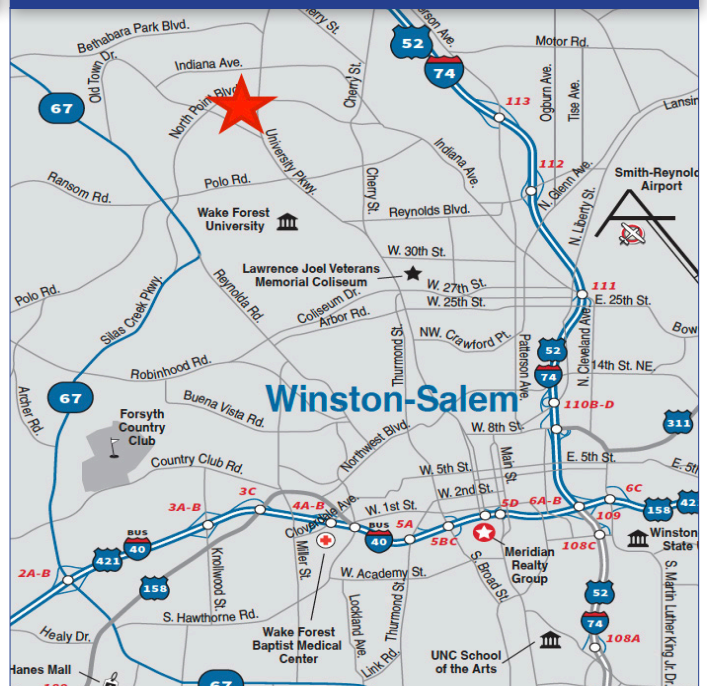 Bethabara Park Blvd.
Cherry St.
52
Motor Rd.
Old Town Dr.
Indiana Ave.
74
67
North Point Blvd
Cherry St.
113
Ogburn Ave.
Tise Ave.
Lansin
University Pkwy.
Indiana Ave.
112
N. Glenn Ave.
Smith-Reynolc
Airport
Ransom Rd.
Polo Rd.
Cherry St.
Wake Forest
University
Reynolds Blvd.
N. Liberty St.
W. 30th St.
Lawrence Joel Veterans
Memorial Coliseum
Polo Rd.
Silas Creek Pkwy.
Reynolda Rd.
Coliseum Dr.
Arbor Rd.
W. 27th St.
W. 25th St.
111
E. 25th St.
NW. Crawford Pt.
Bow
Thurmond St.
Patterson Ave.
52
N. Cleveland Ave.
14th St. NE.
74
Robinhood Rd.
67
Archer Rd.
Buena Vista Rd.
Winston-Salem
110B-D
Forsyth
Country
Club
311
Northwest Blvd.
W. 8th St.
Main St.
Country Club Rd.
W. 5th St.
E. 5th St.
E. 5t
W. 2nd St.
3C
3A-B
4A-B
Cloverdale Ave.
W. 1st St.
5D
6A-B
6C
158
42
BUS
40
BUS
40
5A
5BC
109
421
2A-B
158
Knollwood St.
Miller St.
Meridian
Realty
Group
108C
Winston
State
W. Academy St.
S. Broad St.
52
S. Hawthorne Rd.
Lockland Ave.
Thurmond St.
74
S. Martin Luther King Jr. Dr
Healy Dr.
Wake Forest
Baptist Medical
Center
108A
UNC School
of the Arts
Link Rd.
Hanes Mall
67